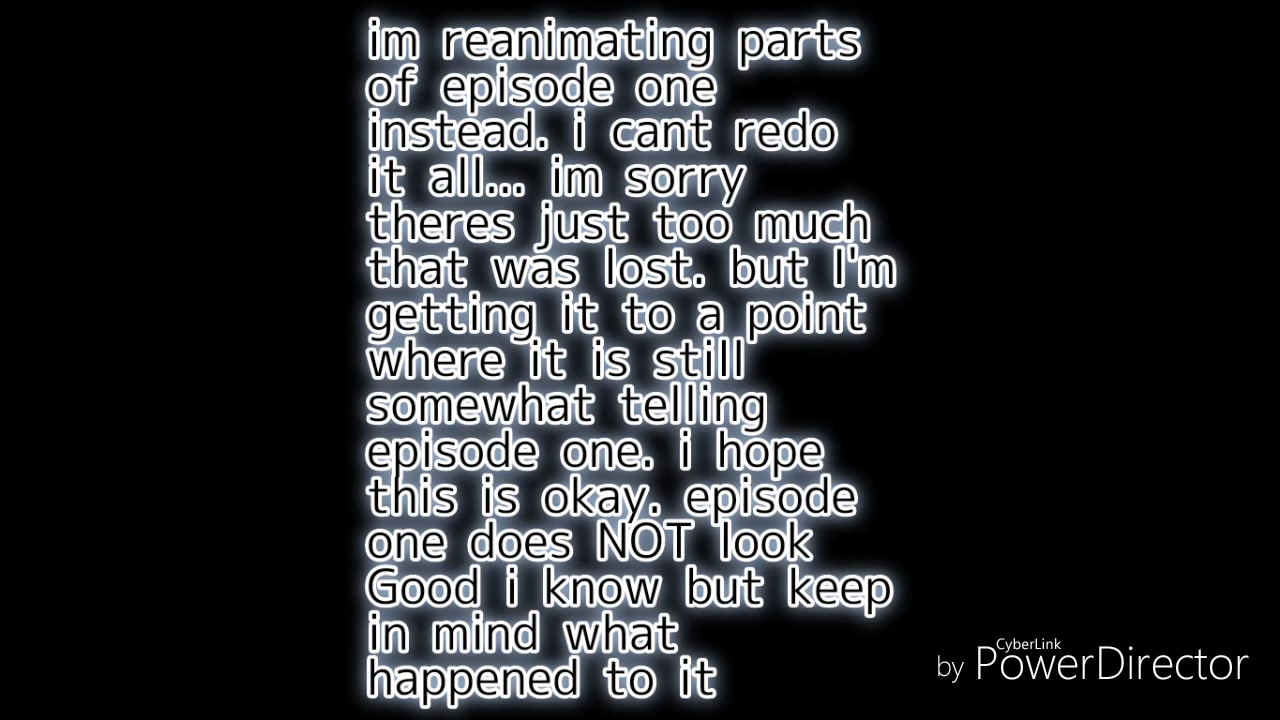 im reanimating parts
of episode one
instead. i cant redo
it all... im sorry
theres just too much
that was lost. but I'm
getting it to a point
where it is still
somewhat telling
episode one. i hope
this is okay. episode
one does NOT look
Good i know but keep
in mind what
happened to it
CyberLink
by PowerDirector